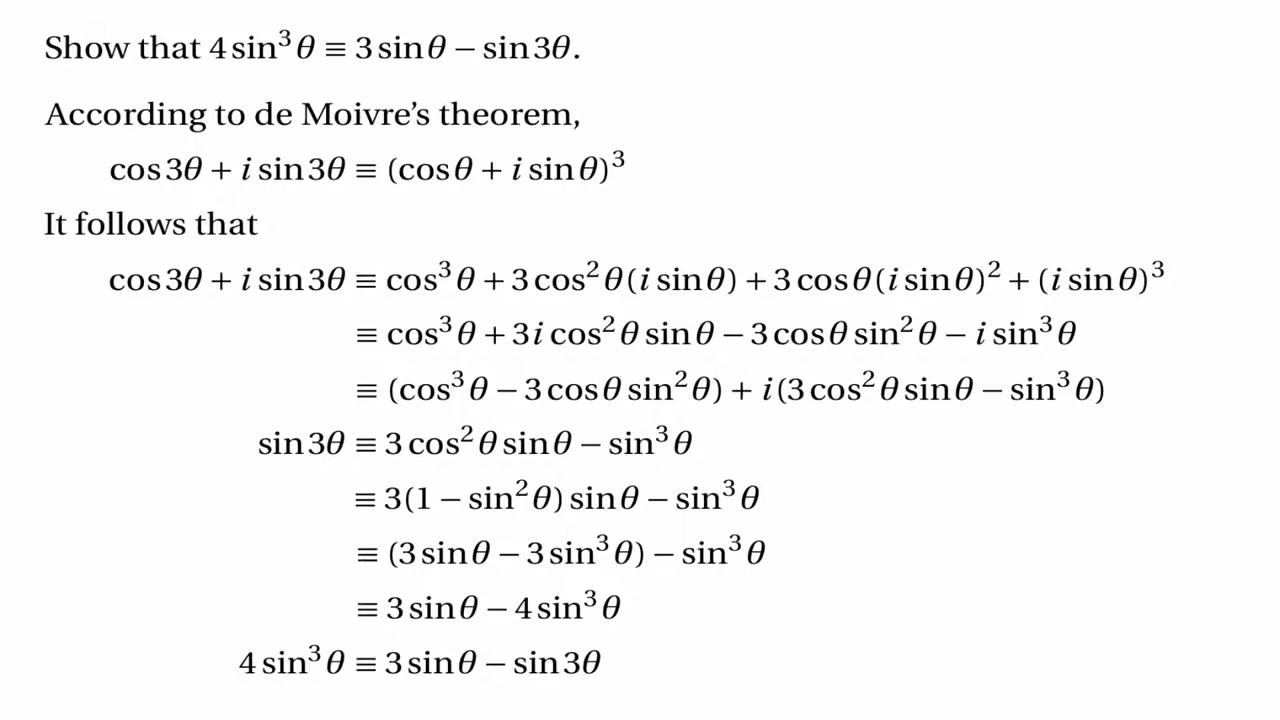 Show that 4 sin³ θ ≡ 3 sin θ − sin 3θ.
According to de Moivre’s theorem,
cos 3θ + i sin 3θ ≡ (cos θ + i sin θ)³
It follows that
cos 3θ + i sin 3θ ≡ cos³ θ + 3 cos² θ(i sin θ) + 3 cos θ(i sin θ)² + (i sin θ)³
≡ cos³ θ + 3i cos² θ sin θ − 3 cos θ sin² θ − i sin³ θ
≡ (cos³ θ − 3 cos θ sin² θ) + i(3 cos² θ sin θ − sin³ θ)
sin 3θ ≡ 3 cos² θ sin θ − sin³ θ
≡ 3(1 − sin² θ) sin θ − sin³ θ
≡ (3 sin θ − 3 sin³ θ) − sin³ θ
≡ 3 sin θ − 4 sin³ θ
4 sin³ θ ≡ 3 sin θ − sin 3θ